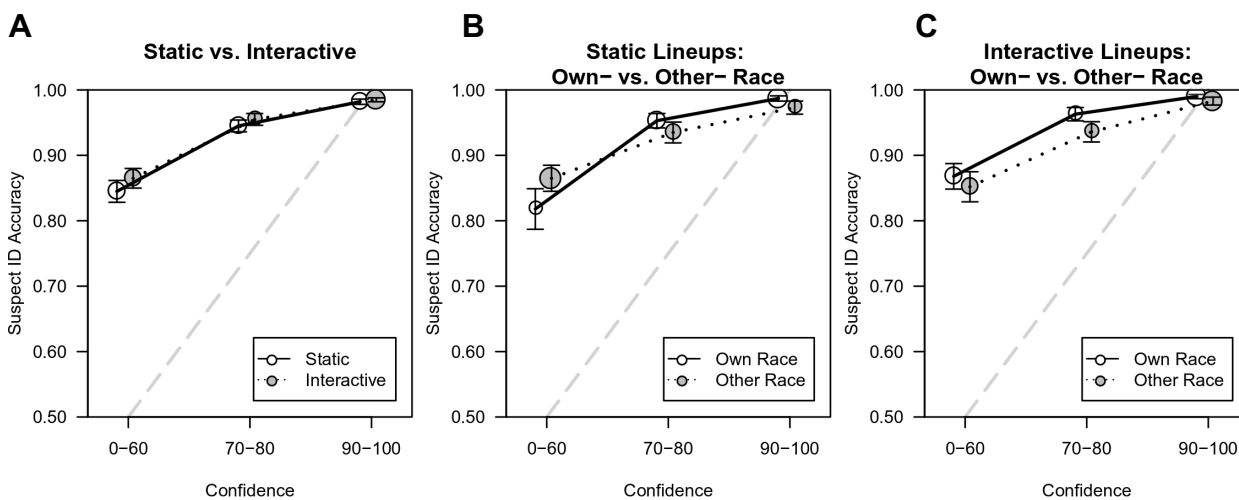 A
Static vs. Interactive
Suspect ID Accuracy
1.00
0.90
0.80
0.70
0.60
0.50
0−60
70−80
90−100
Confidence
Static
Interactive
B
Static Lineups:
Own− vs. Other− Race
Suspect ID Accuracy
1.00
0.90
0.80
0.70
0.60
0.50
0−60
70−80
90−100
Confidence
Own Race
Other Race
C
Interactive Lineups:
Own− vs. Other− Race
Suspect ID Accuracy
1.00
0.90
0.80
0.70
0.60
0.50
0−60
70−80
90−100
Confidence
Own Race
Other Race